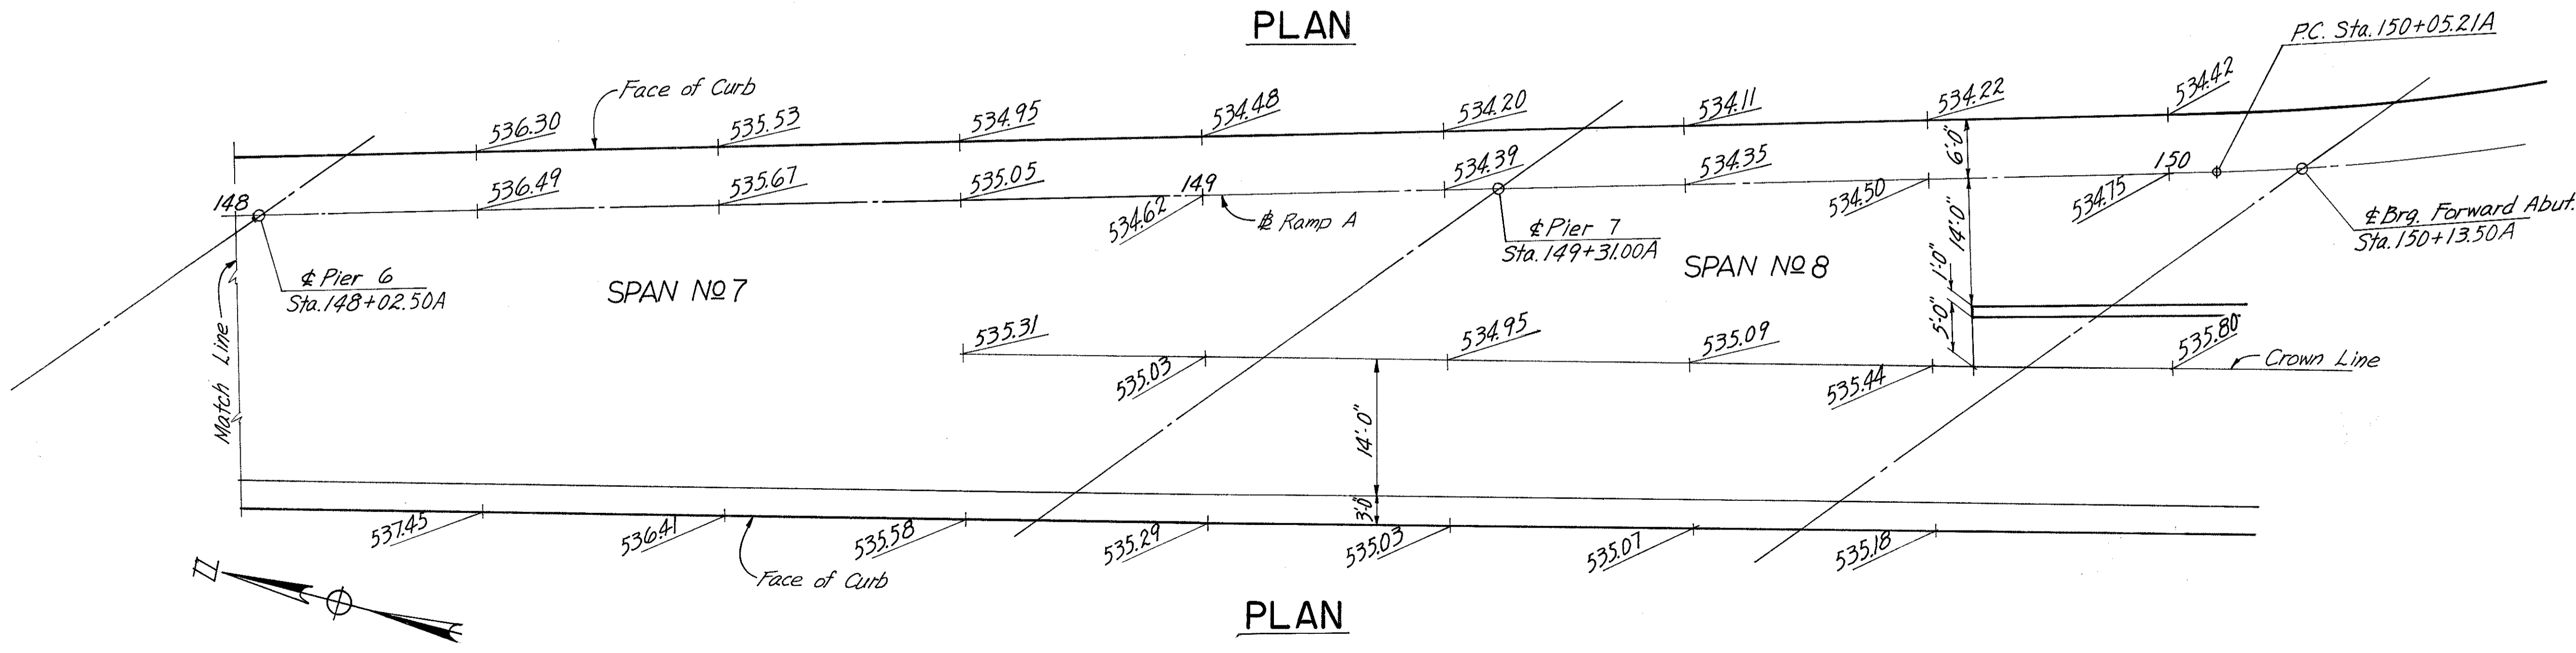 PLAN
P.C. Sta. 150+05.21A
Face of Curb
536.30
535.53
534.95
534.48
534.20
534.11
534.22
534.42
6'-0"
148
536.49
535.67
535.05
149
534.62
534.39
534.35
534.50
150
534.75
℄ Ramp A
℄ Pier 6
Sta. 148+02.50A
℄ Pier 7
Sta. 149+31.00A
℄ Brg. Forward Abut.
Sta. 150+13.50A
14'-0"
1'-0"
5'-0"
SPAN No 7
SPAN No 8
Match Line
535.31
535.03
534.95
535.09
535.44
535.80
Crown Line
14'-0"
3'-0"
537.45
536.41
535.58
535.29
535.03
535.07
535.18
Face of Curb
PLAN